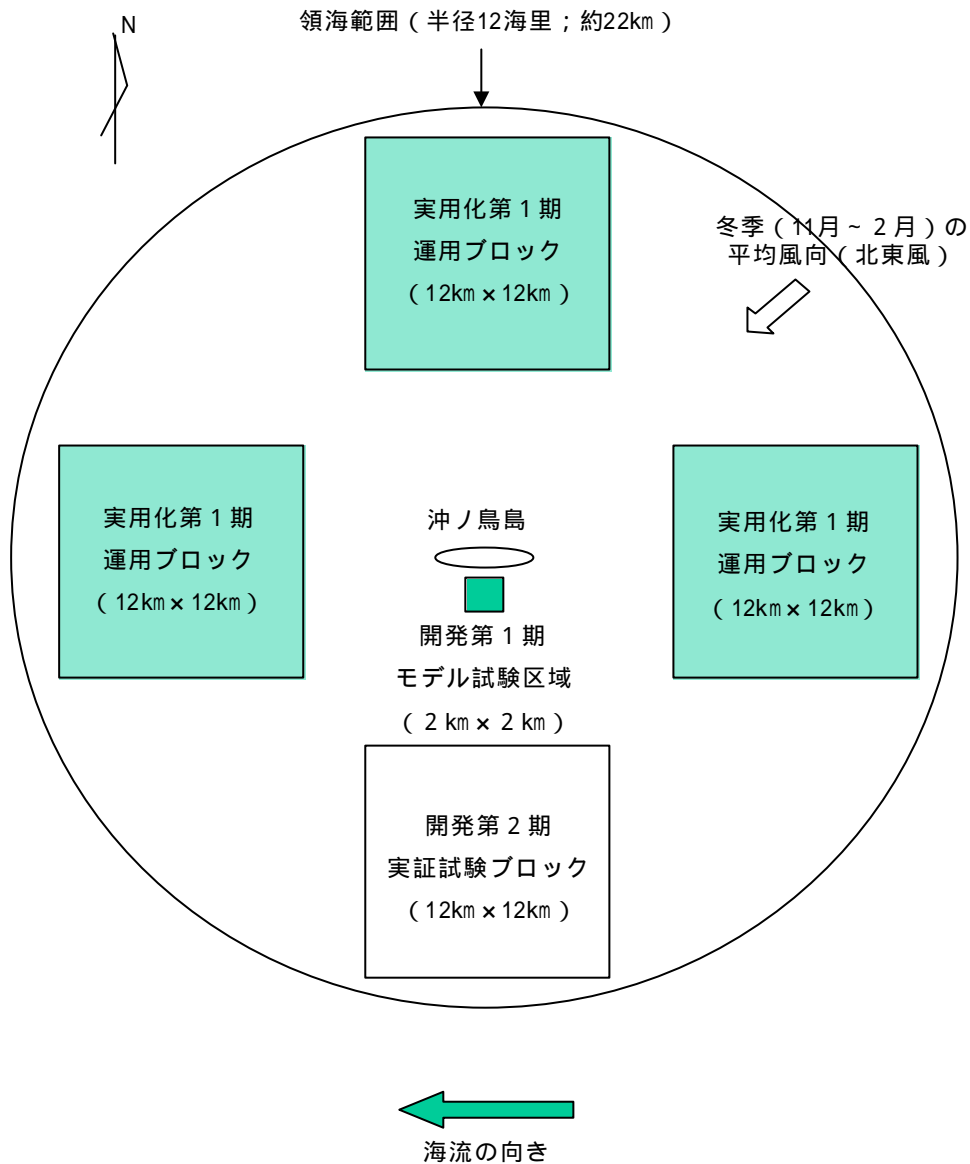 N
領海範囲（半径12海里；約22km）
実用化第１期
運用ブロック
（12km×12km）
冬季（11月～２月）の
平均風向（北東風）
実用化第１期
運用ブロック
（12km×12km）
沖ノ鳥島
開発第１期
モデル試験区域
（２km×２km）
実用化第１期
運用ブロック
（12km×12km）
開発第２期
実証試験ブロック
（12km×12km）
海流の向き